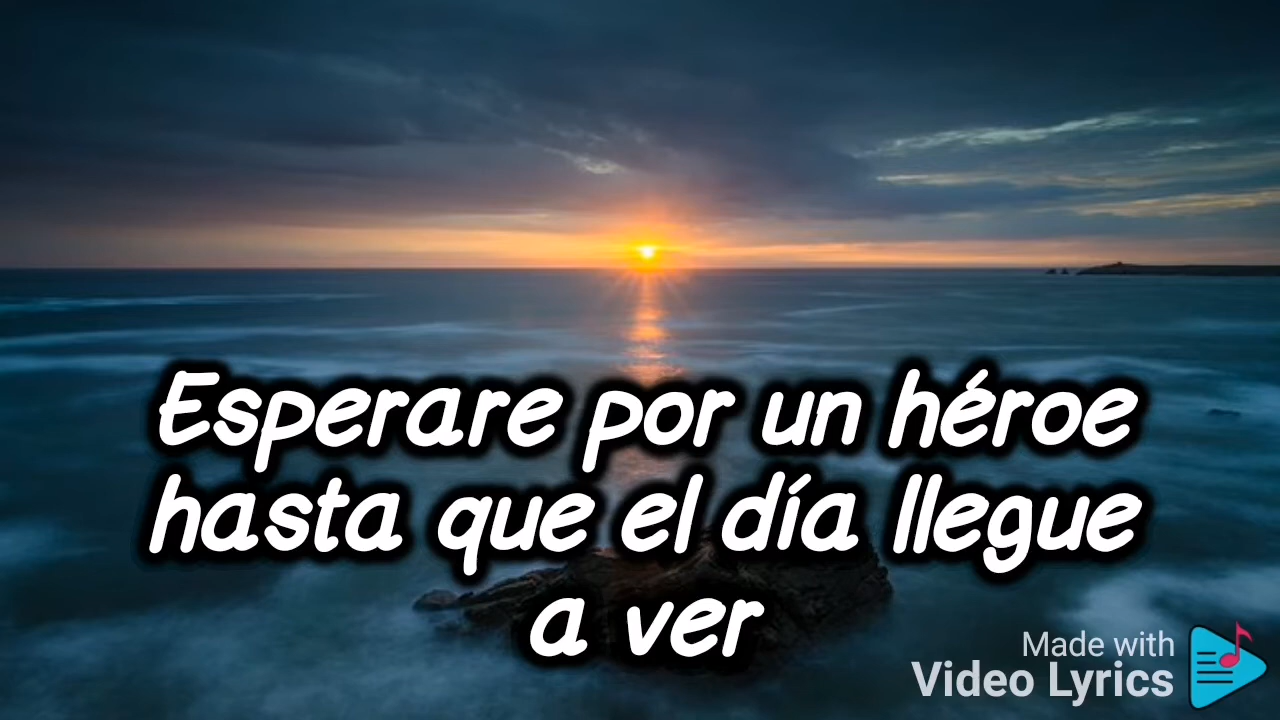 Esperare por un héroe
hasta que el día llegue
a ver
Made with
Video Lyrics